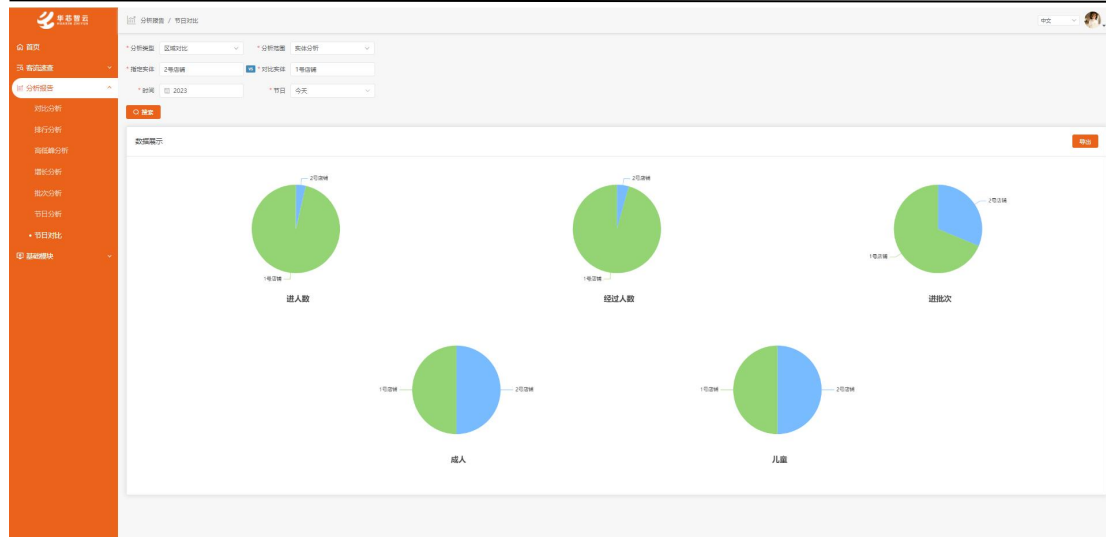 华芯智云
分析报告 / 节日对比
中文
首页
客流速查
分析报告
对比分析
排行分析
高低峰分析
增长分析
批次分析
节日分析
节日对比
基础模块
* 分析类型 区域对比 * 分析范围 实体分析
* 指定实体 2号店铺 VS * 对比实体 1号店铺
* 时间 2023 * 节日 今天
搜索
数据展示
导出
2号店铺
1号店铺
进人数
2号店铺
1号店铺
经过人数
2号店铺
1号店铺
进批次
1号店铺
2号店铺
成人
1号店铺
2号店铺
儿童